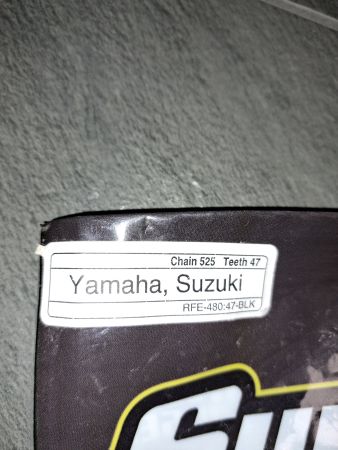 Chain 525 Teeth 47
Yamaha, Suzuki
RFE-480:47-BLK